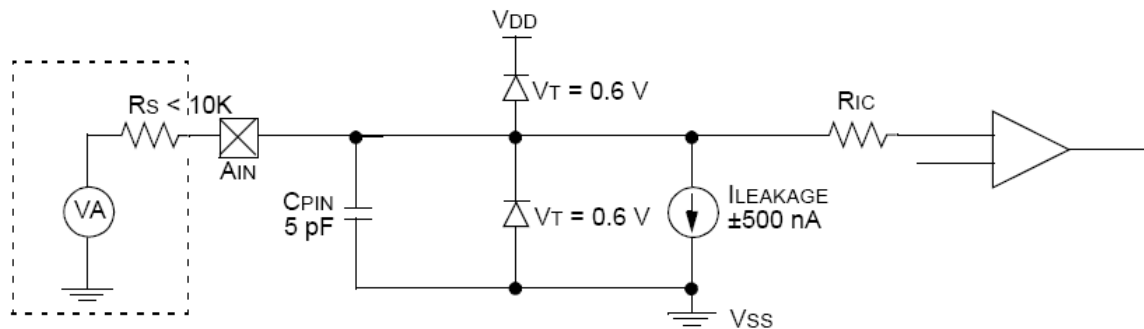 VDD
VT = 0.6 V
RS < 10K
RIC
AIN
VA
CPIN
5 pF
VT = 0.6 V
ILEAKAGE
±500 nA
VSS